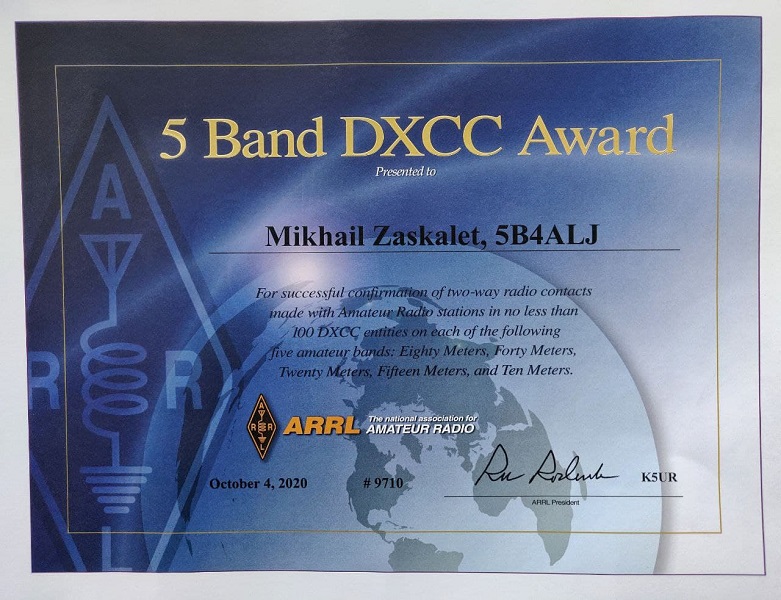 5 Band DXCC Award
Presented to
Mikhail Zaskalet, 5B4ALJ
For successful confirmation of two-way radio contacts
made with Amateur Radio stations in no less than
100 DXCC entities on each of the following
five amateur bands: Eighty Meters, Forty Meters,
Twenty Meters, Fifteen Meters, and Ten Meters.
A
R R
L
A
R R
L
ARRL The national association for
AMATEUR RADIO
October 4, 2020 # 9710 K5UR
ARRL President